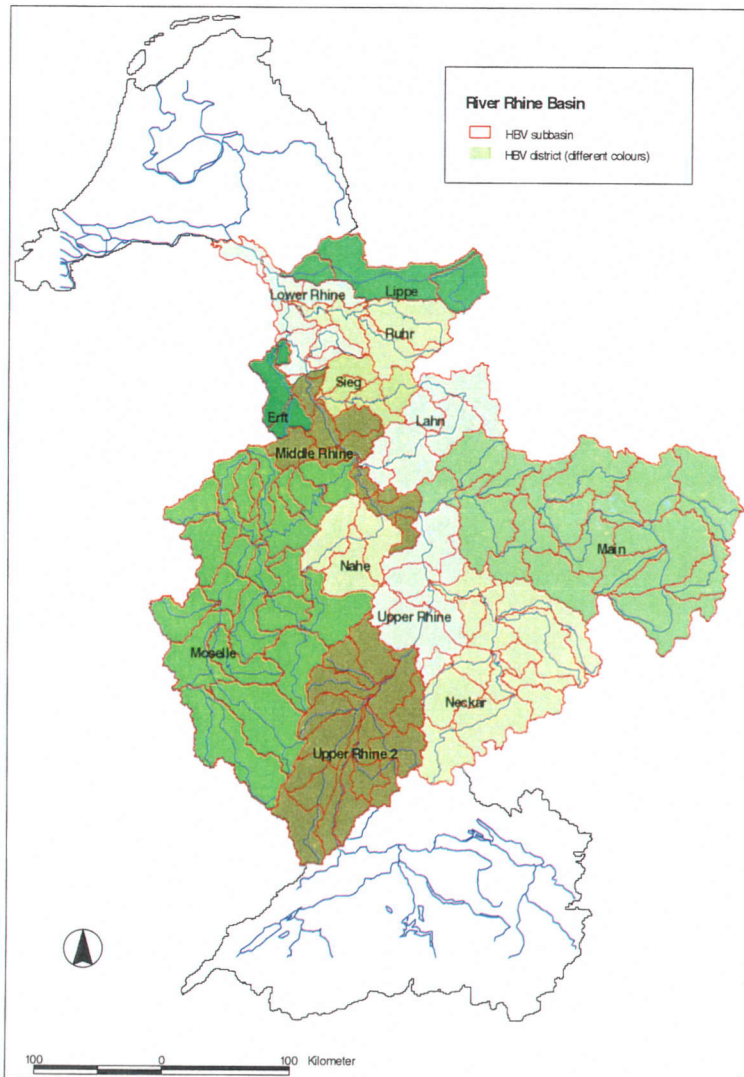 River Rhine Basin
HBV subbasin
HBV district (different colours)
Lower Rhine
Lippe
Ruhr
Sieg
Erft
Lahn
Middle Rhine
Main
Nahe
Upper Rhine
Moselle
Neckar
Upper Rhine 2
100 0 100 Kilometer